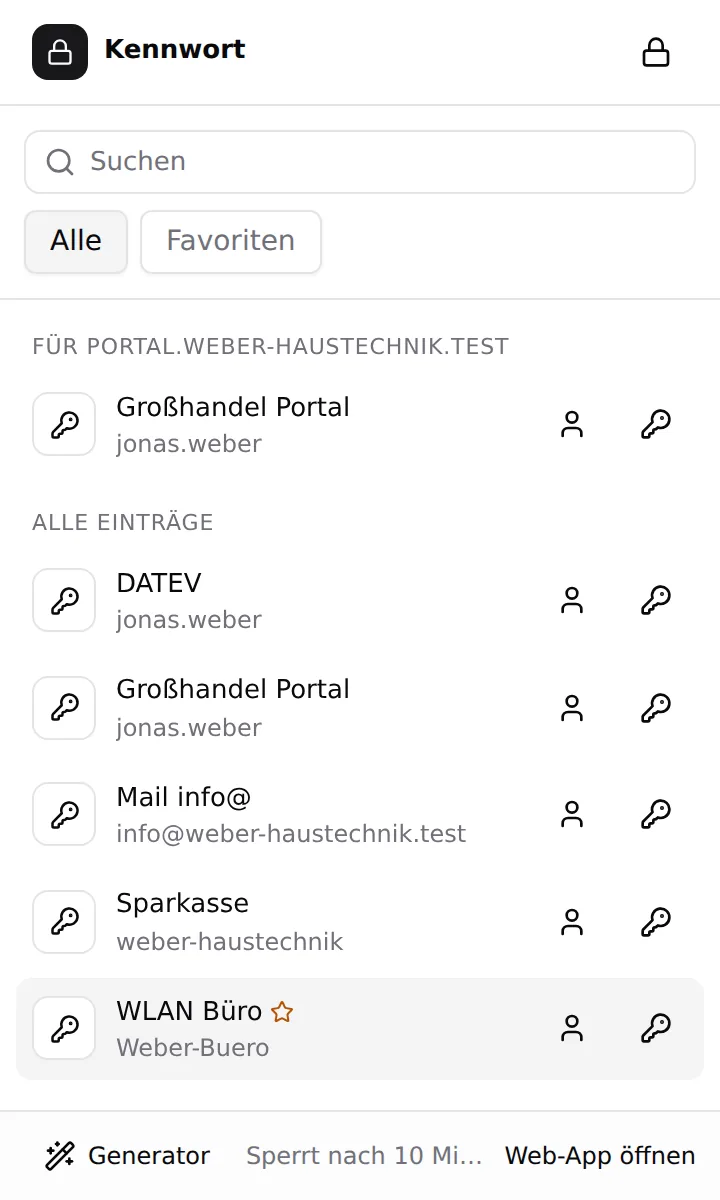 Kennwort
Suchen
Alle
Favoriten
FÜR PORTAL.WEBER-HAUSTECHNIK.TEST
Großhandel Portal
jonas.weber
ALLE EINTRÄGE
DATEV
jonas.weber
Großhandel Portal
jonas.weber
Mail info@
info@weber-haustechnik.test
Sparkasse
weber-haustechnik
WLAN Büro
Weber-Buero
Generator
Sperrt nach 10 Mi…
Web-App öffnen